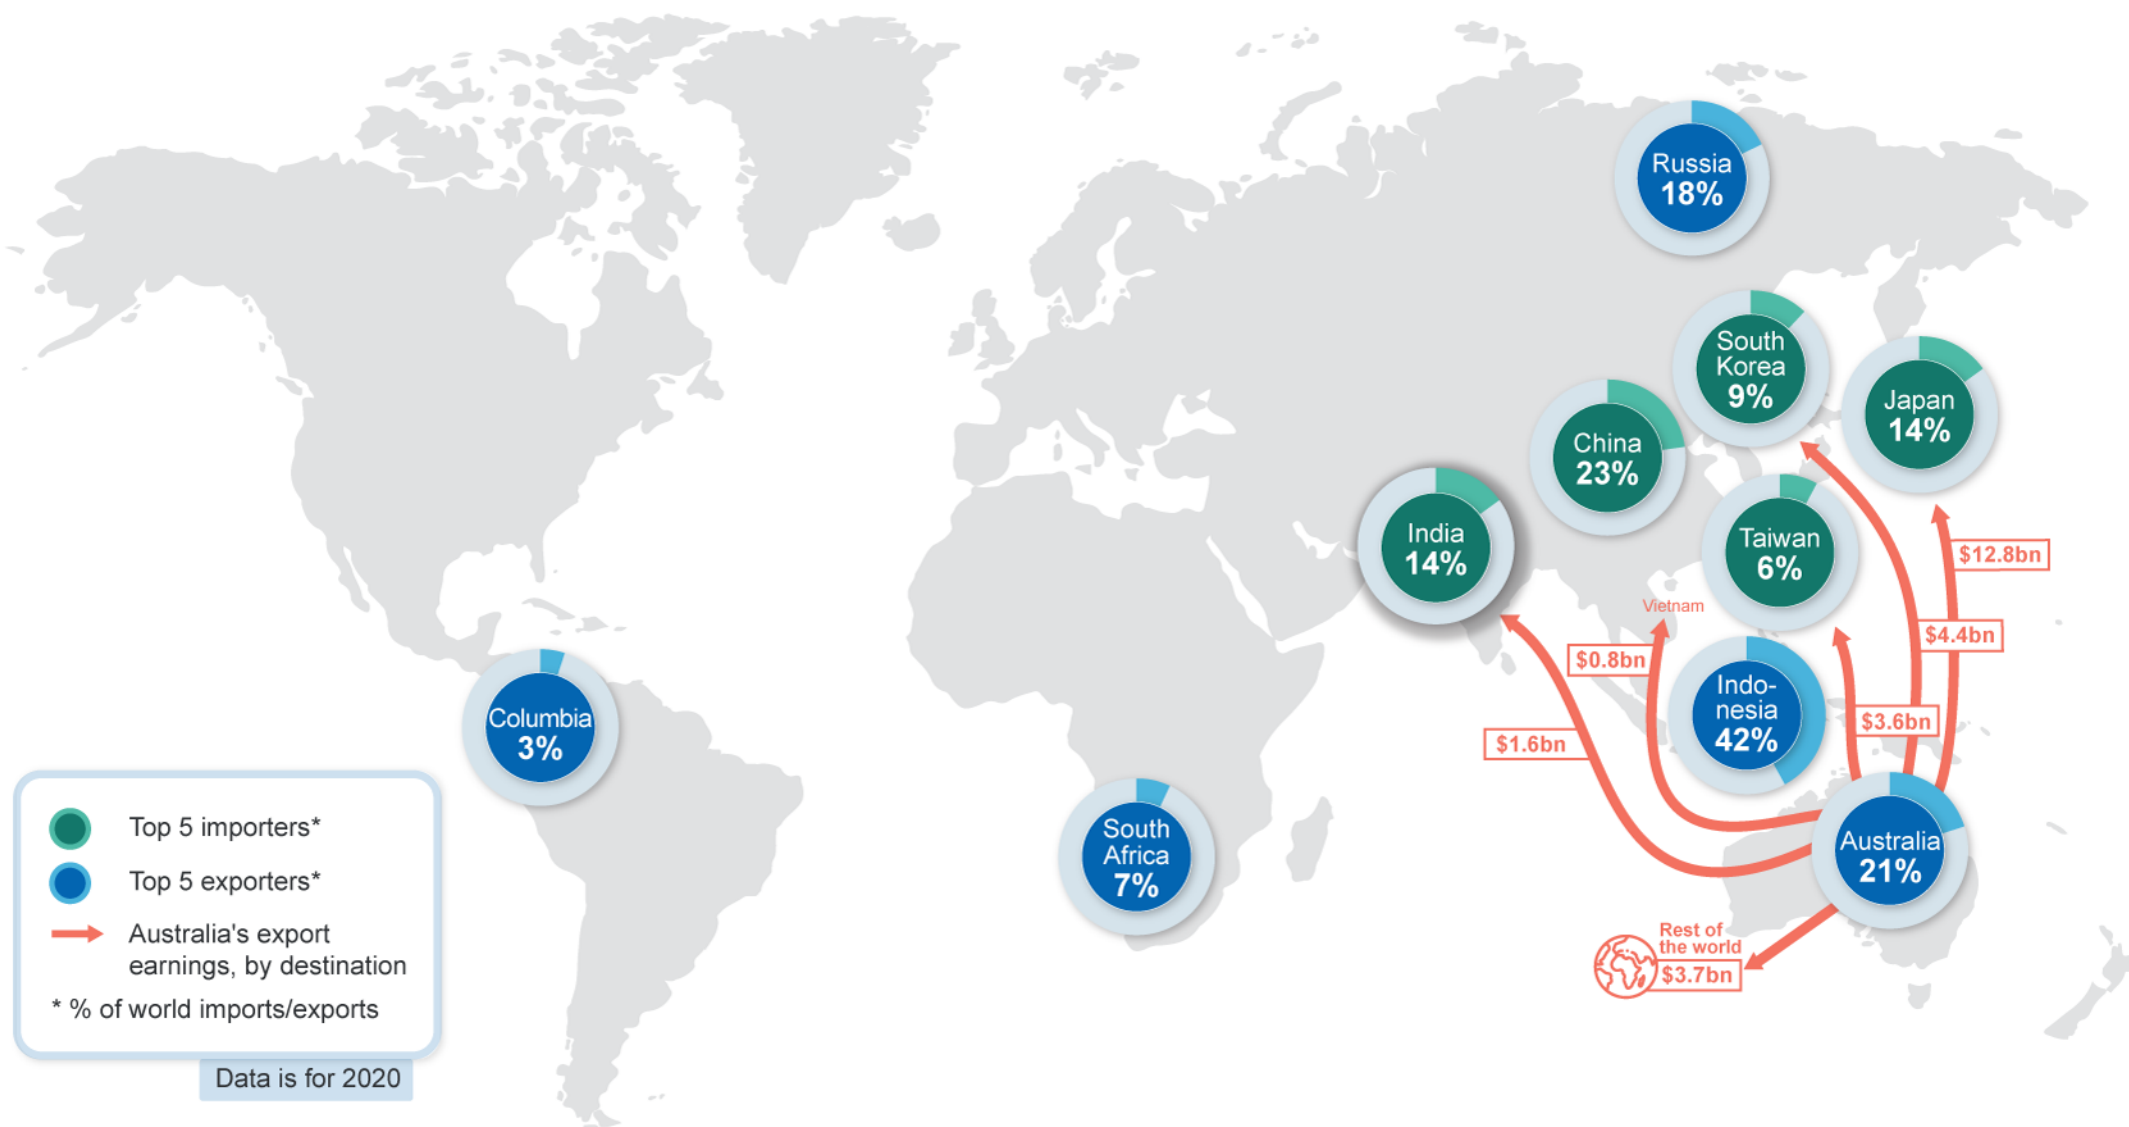 Russia
18%
South
Korea
9%
Japan
14%
China
23%
India
14%
Taiwan
6%
$12.8bn
Vietnam
$4.4bn
$0.8bn
Indo-
nesia
42%
Columbia
3%
$3.6bn
$1.6bn
South
Africa
7%
Australia
21%
Rest of
the world
$3.7bn
Top 5 importers*
Top 5 exporters*
Australia's export
earnings, by destination
* % of world imports/exports
Data is for 2020